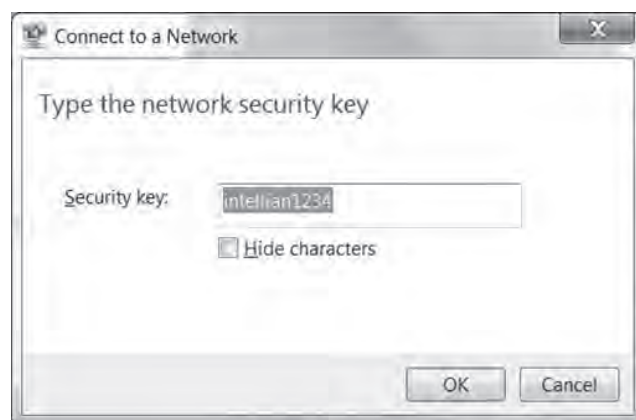 Connect to a Network
Type the network security key
Security key: intellian1234
Hide characters
OK Cancel